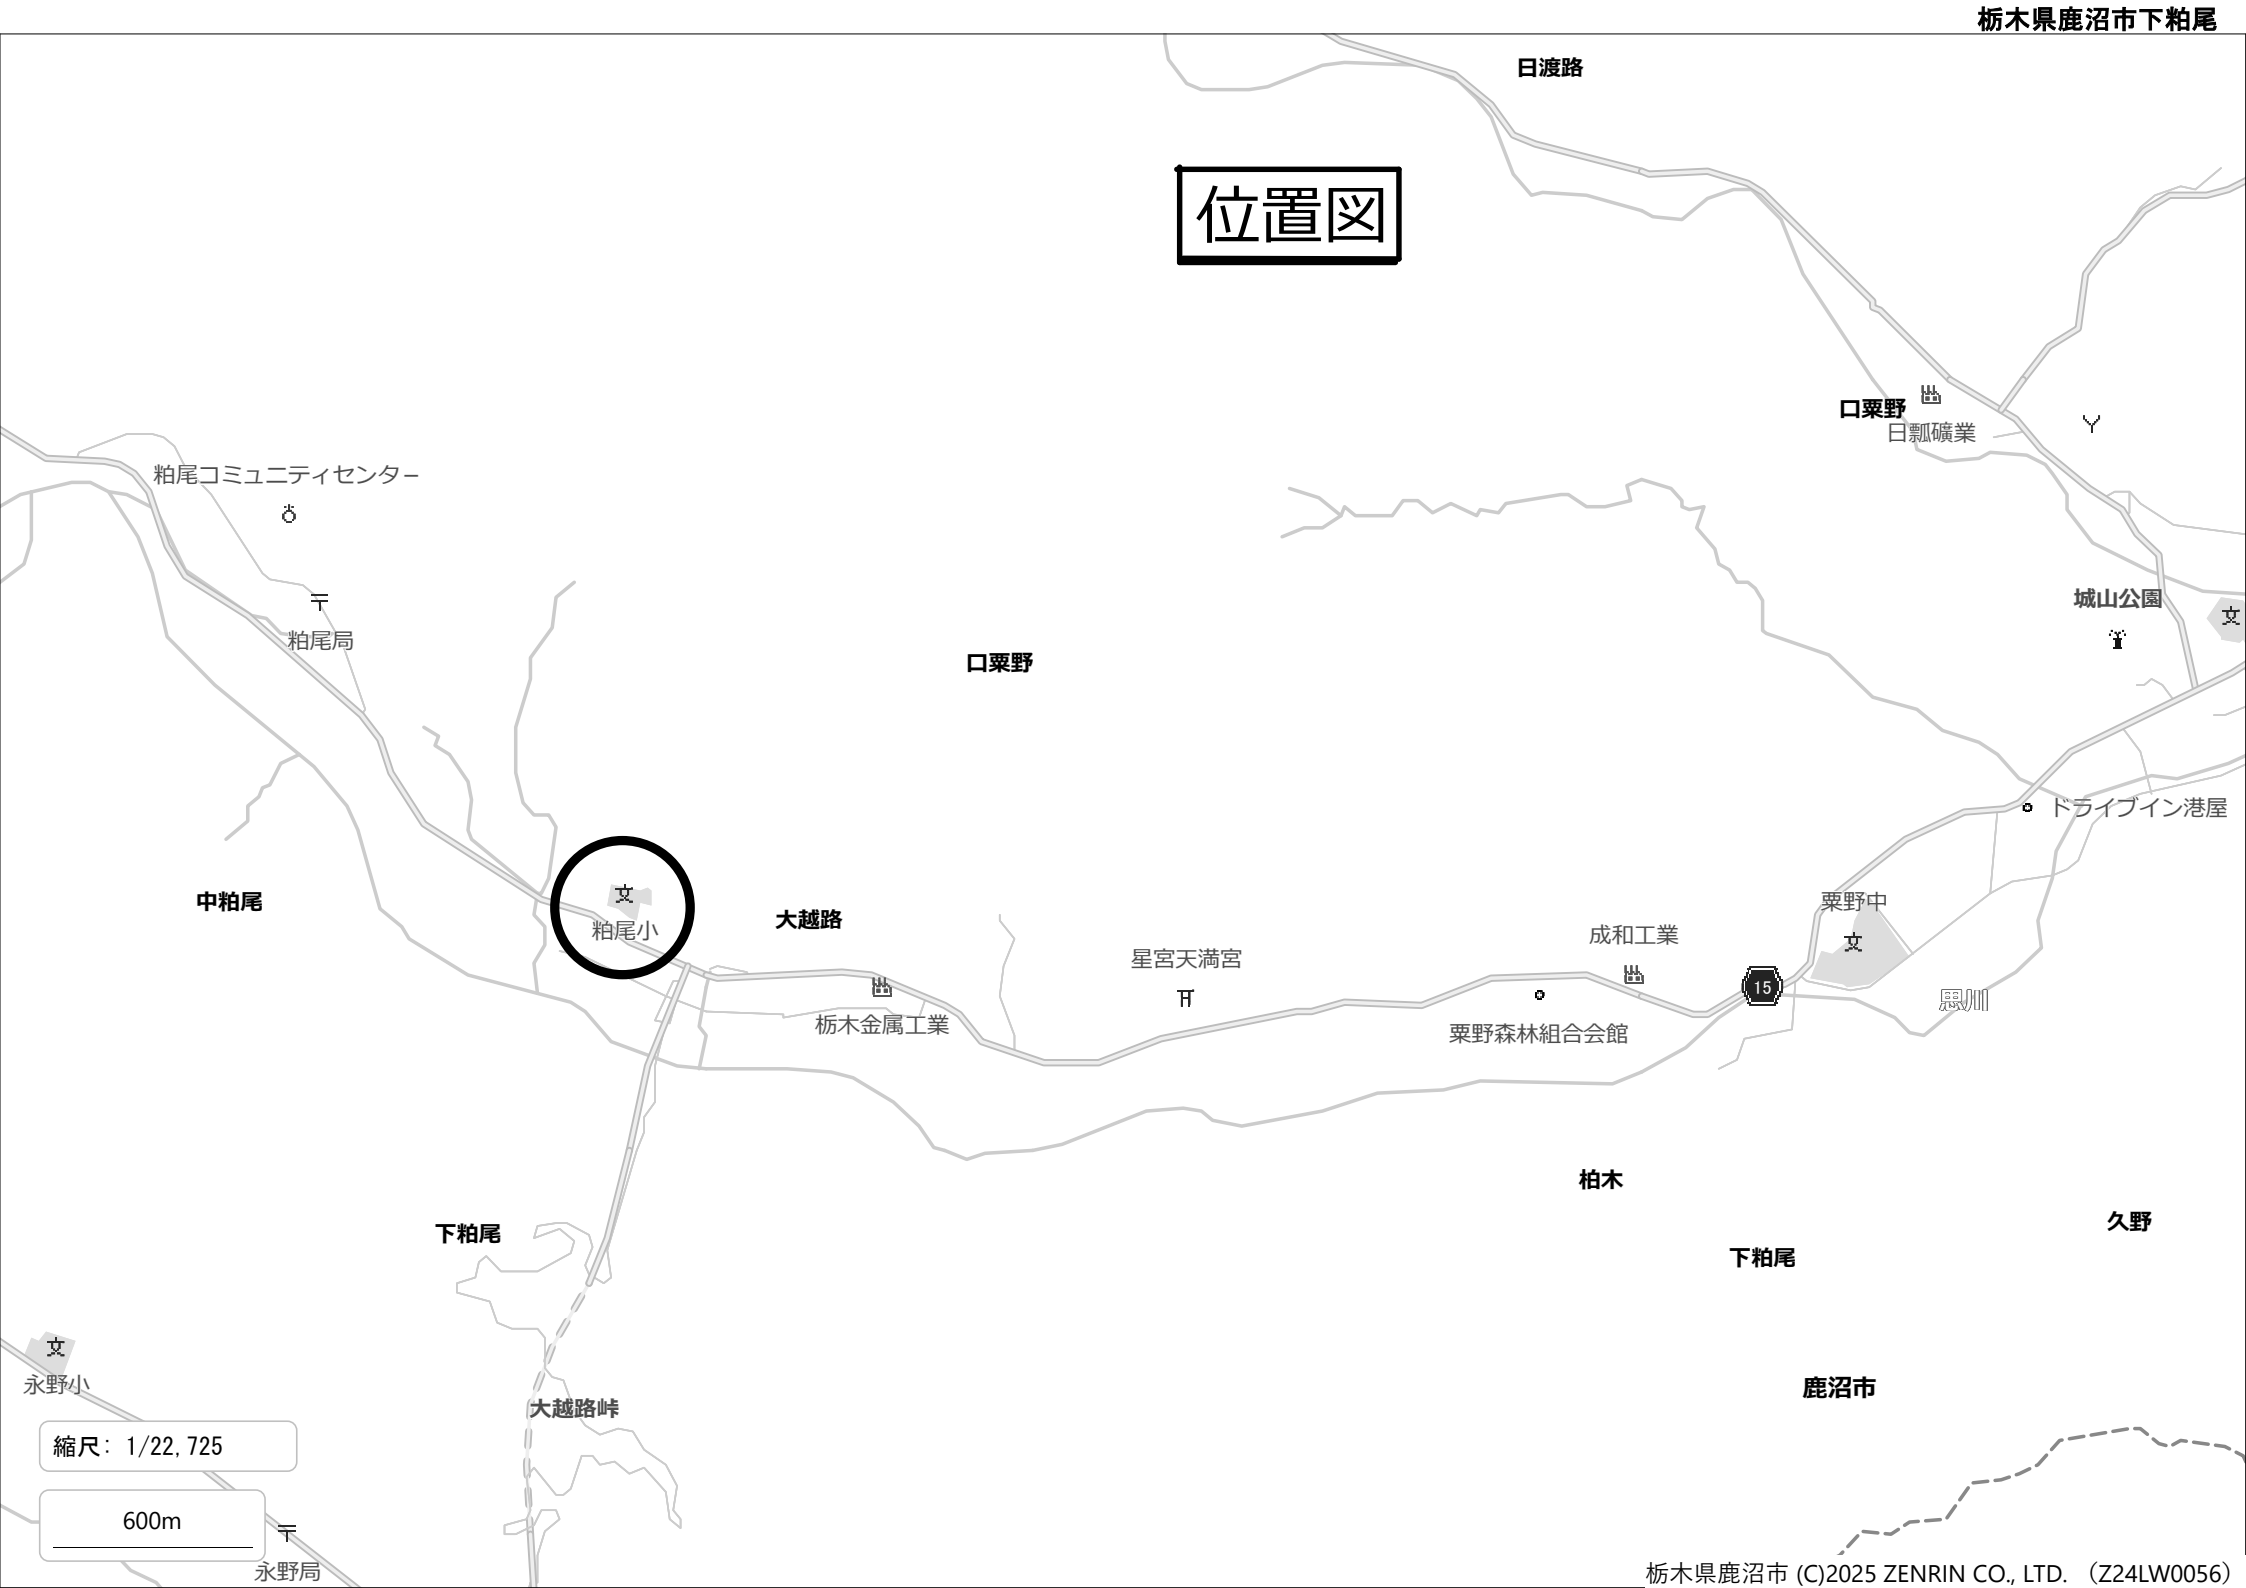 栃木県鹿沼市下粕尾
日渡路
位置図
口粟野
日瓢礦業
粕尾コミュニティセンター
城山公園
文
粕尾局
口粟野
ドライブイン港屋
中粕尾
文
粕尾小
大越路
粟野中
文
成和工業
星宮天満宮
15
思川
栃木金属工業
粟野森林組合会館
柏木
久野
下粕尾
下粕尾
文
永野小
鹿沼市
大越路峠
縮尺: 1/22,725
600m
永野局
栃木県鹿沼市 (C)2025 ZENRIN CO., LTD. (Z24LW0056)